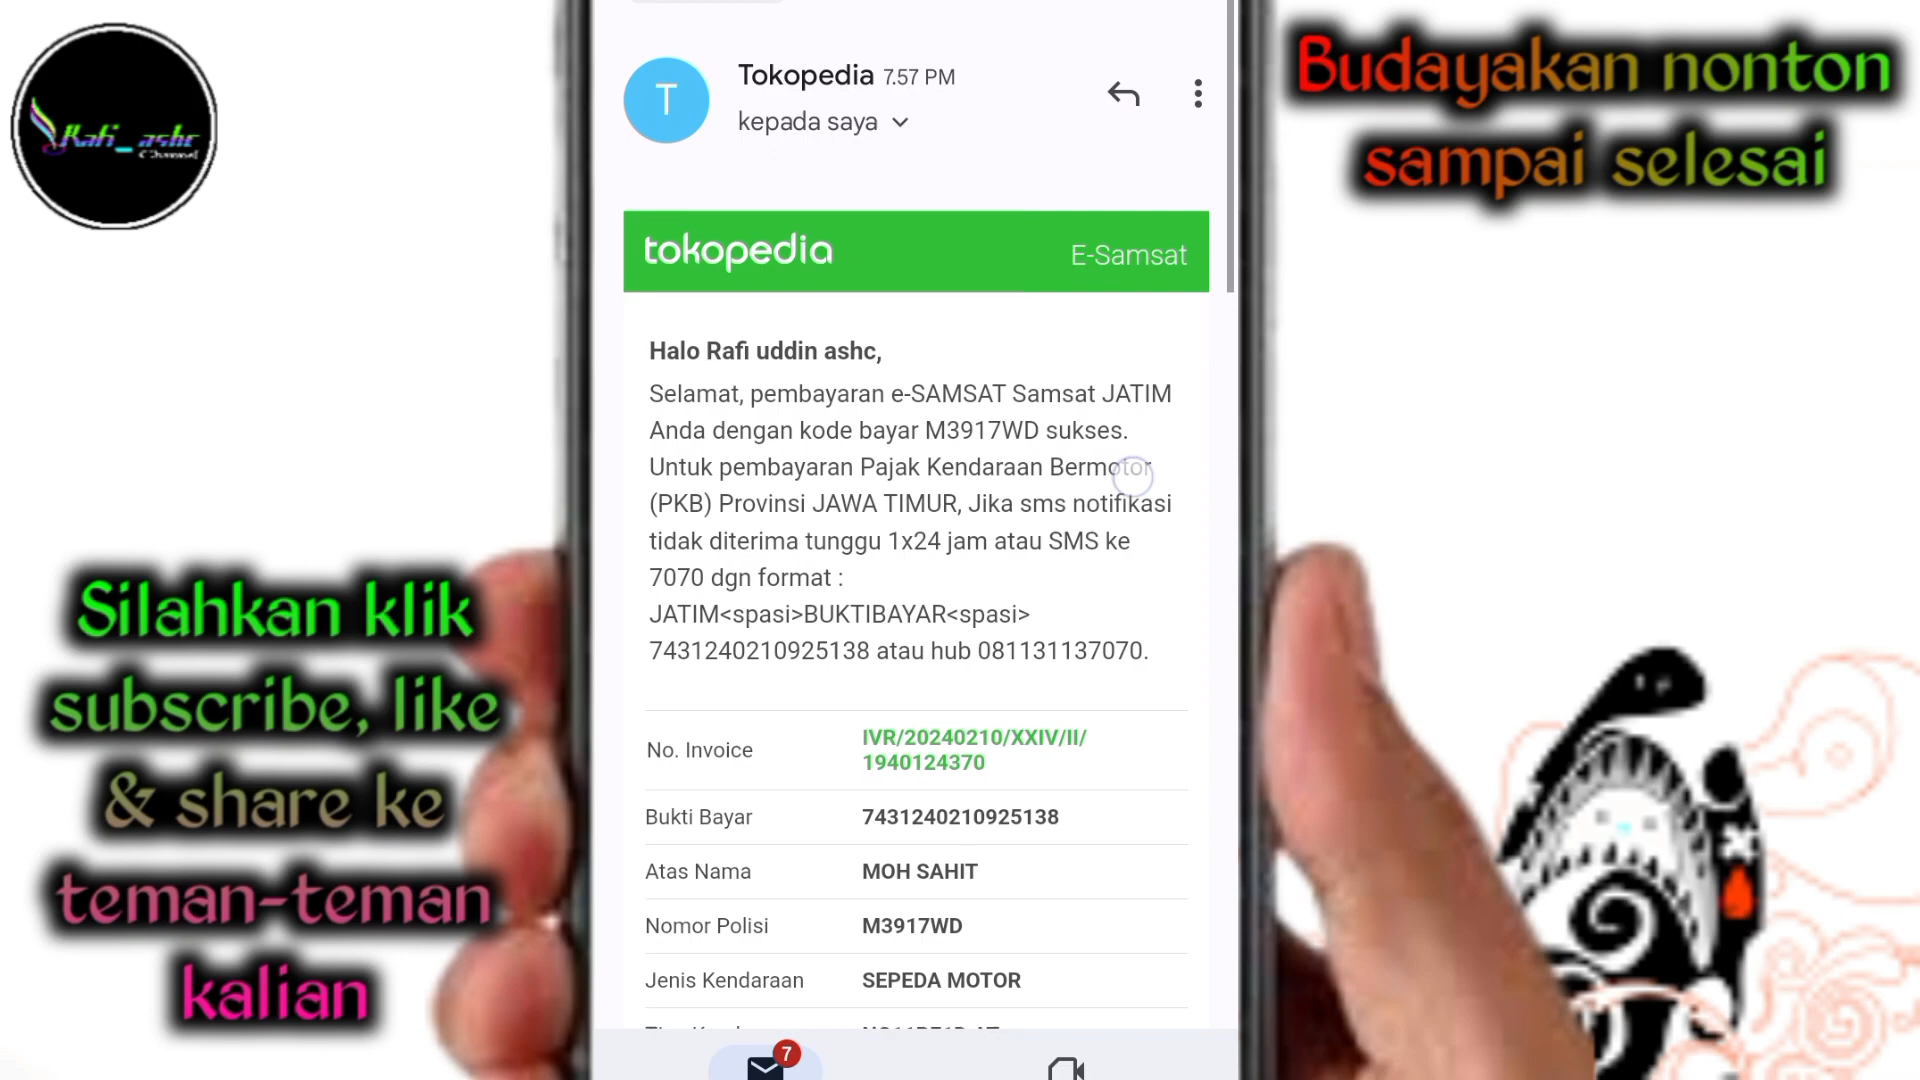 Rafi_ashc
Channel
Budayakan nonton
sampai selesai
Silahkan klik
subscribe, like
& share ke
teman-teman
kalian
T
Tokopedia 7.57 PM
kepada saya
tokopedia
E-Samsat
Halo Rafi uddin ashc,
Selamat, pembayaran e-SAMSAT Samsat JATIM
Anda dengan kode bayar M3917WD sukses.
Untuk pembayaran Pajak Kendaraan Bermotor
(PKB) Provinsi JAWA TIMUR, Jika sms notifikasi
tidak diterima tunggu 1x24 jam atau SMS ke
7070 dgn format :
JATIM<spasi>BUKTIBAYAR<spasi>
7431240210925138 atau hub 081131137070.
No. Invoice IVR/20240210/XXIV/II/
1940124370
Bukti Bayar 7431240210925138
Atas Nama MOH SAHIT
Nomor Polisi M3917WD
Jenis Kendaraan SEPEDA MOTOR
7